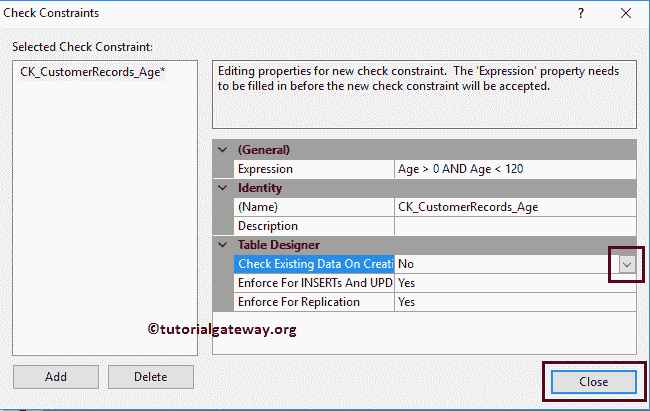 Check Constraints
?
Selected Check Constraint:
CK_CustomerRecords_Age*
Editing properties for new check constraint. The 'Expression' property needs
to be filled in before the new check constraint will be accepted.
(General)
Expression Age > 0 AND Age < 120
Identity
(Name) CK_CustomerRecords_Age
Description
Table Designer
Check Existing Data On Creati No
Enforce For INSERTs And UPD Yes
Enforce For Replication Yes
©tutorialgateway.org
Add Delete
Close